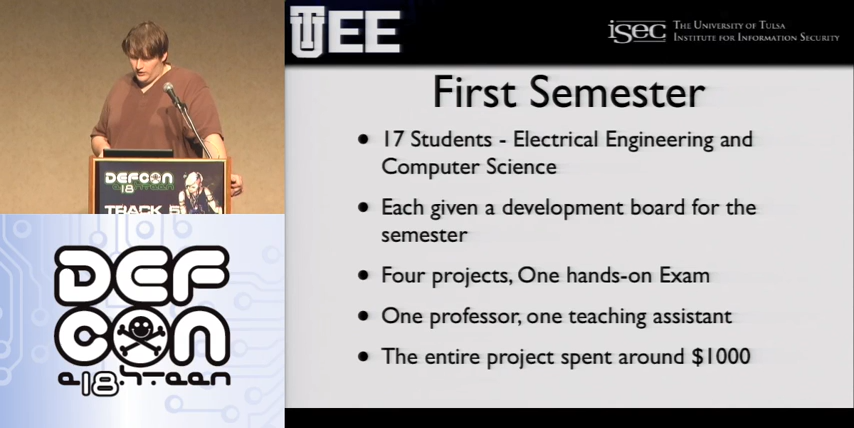 DEFCON
18
TRACK 5
DEF
CON
e18hteen
TU EE
isec THE UNIVERSITY OF TULSA
INSTITUTE FOR INFORMATION SECURITY
First Semester
• 17 Students - Electrical Engineering and
Computer Science
• Each given a development board for the
semester
• Four projects, One hands-on Exam
• One professor, one teaching assistant
• The entire project spent around $1000